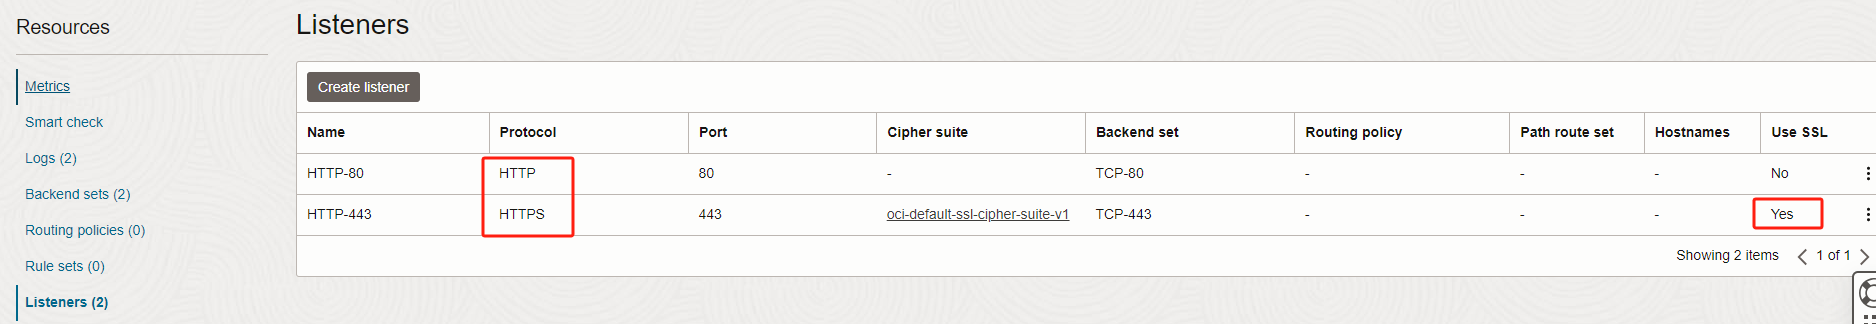 Resources
Metrics
Smart check
Logs (2)
Backend sets (2)
Routing policies (0)
Rule sets (0)
Listeners (2)
Listeners
Create listener
Name Protocol Port Cipher suite Backend set Routing policy Path route set Hostnames Use SSL
HTTP-80 HTTP 80 - TCP-80 - - - No
HTTP-443 HTTPS 443 oci-default-ssl-cipher-suite-v1 TCP-443 - - - Yes
Showing 2 items 1 of 1